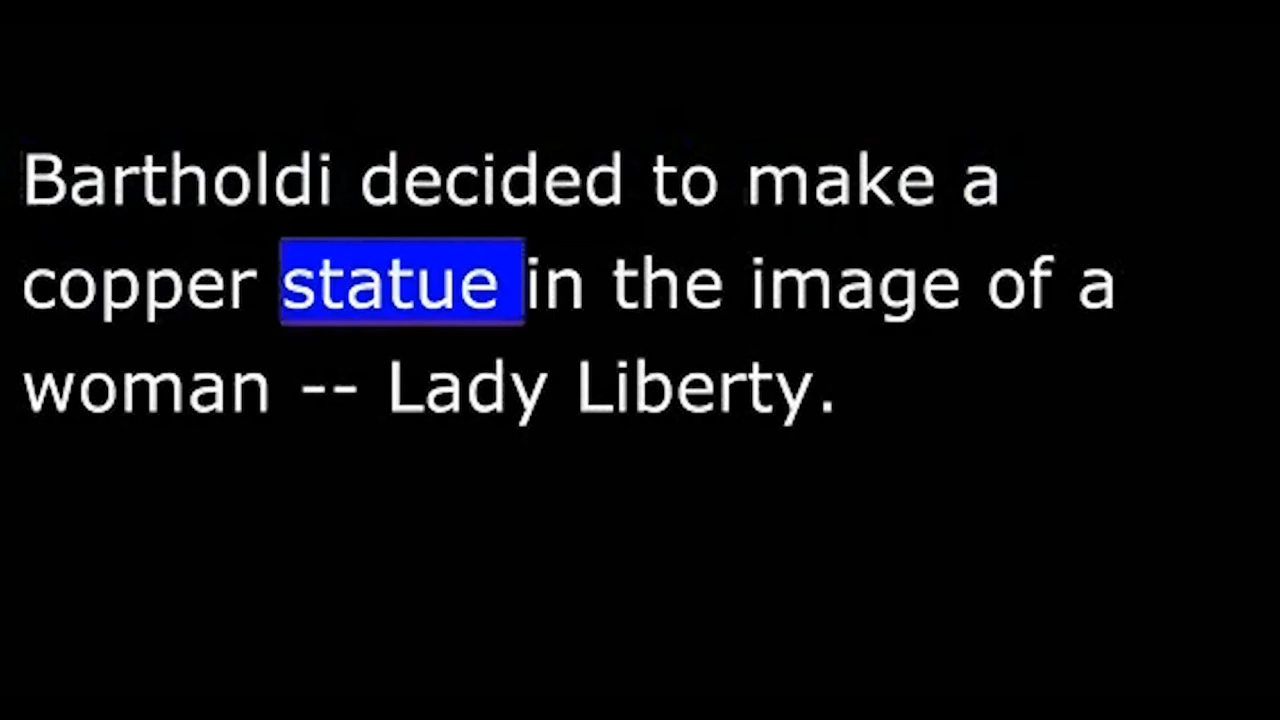 Bartholdi decided to make a
copper statue in the image of a
woman -- Lady Liberty.